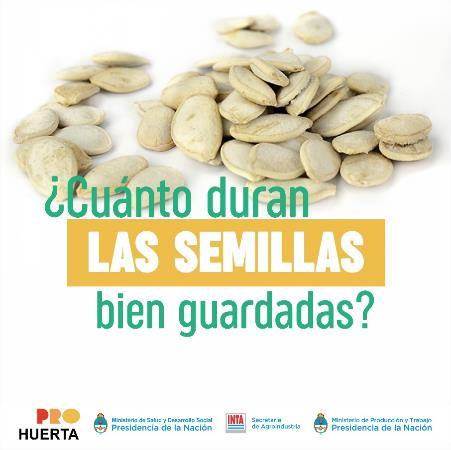 ¿Cuánto duran
LAS SEMILLAS
bien guardadas?
PRO
HUERTA
Ministerio de Salud y Desarrollo Social
Presidencia de la Nación
INTA
Secretaría
de Agroindustria
Ministerio de Producción y Trabajo
Presidencia de la Nación